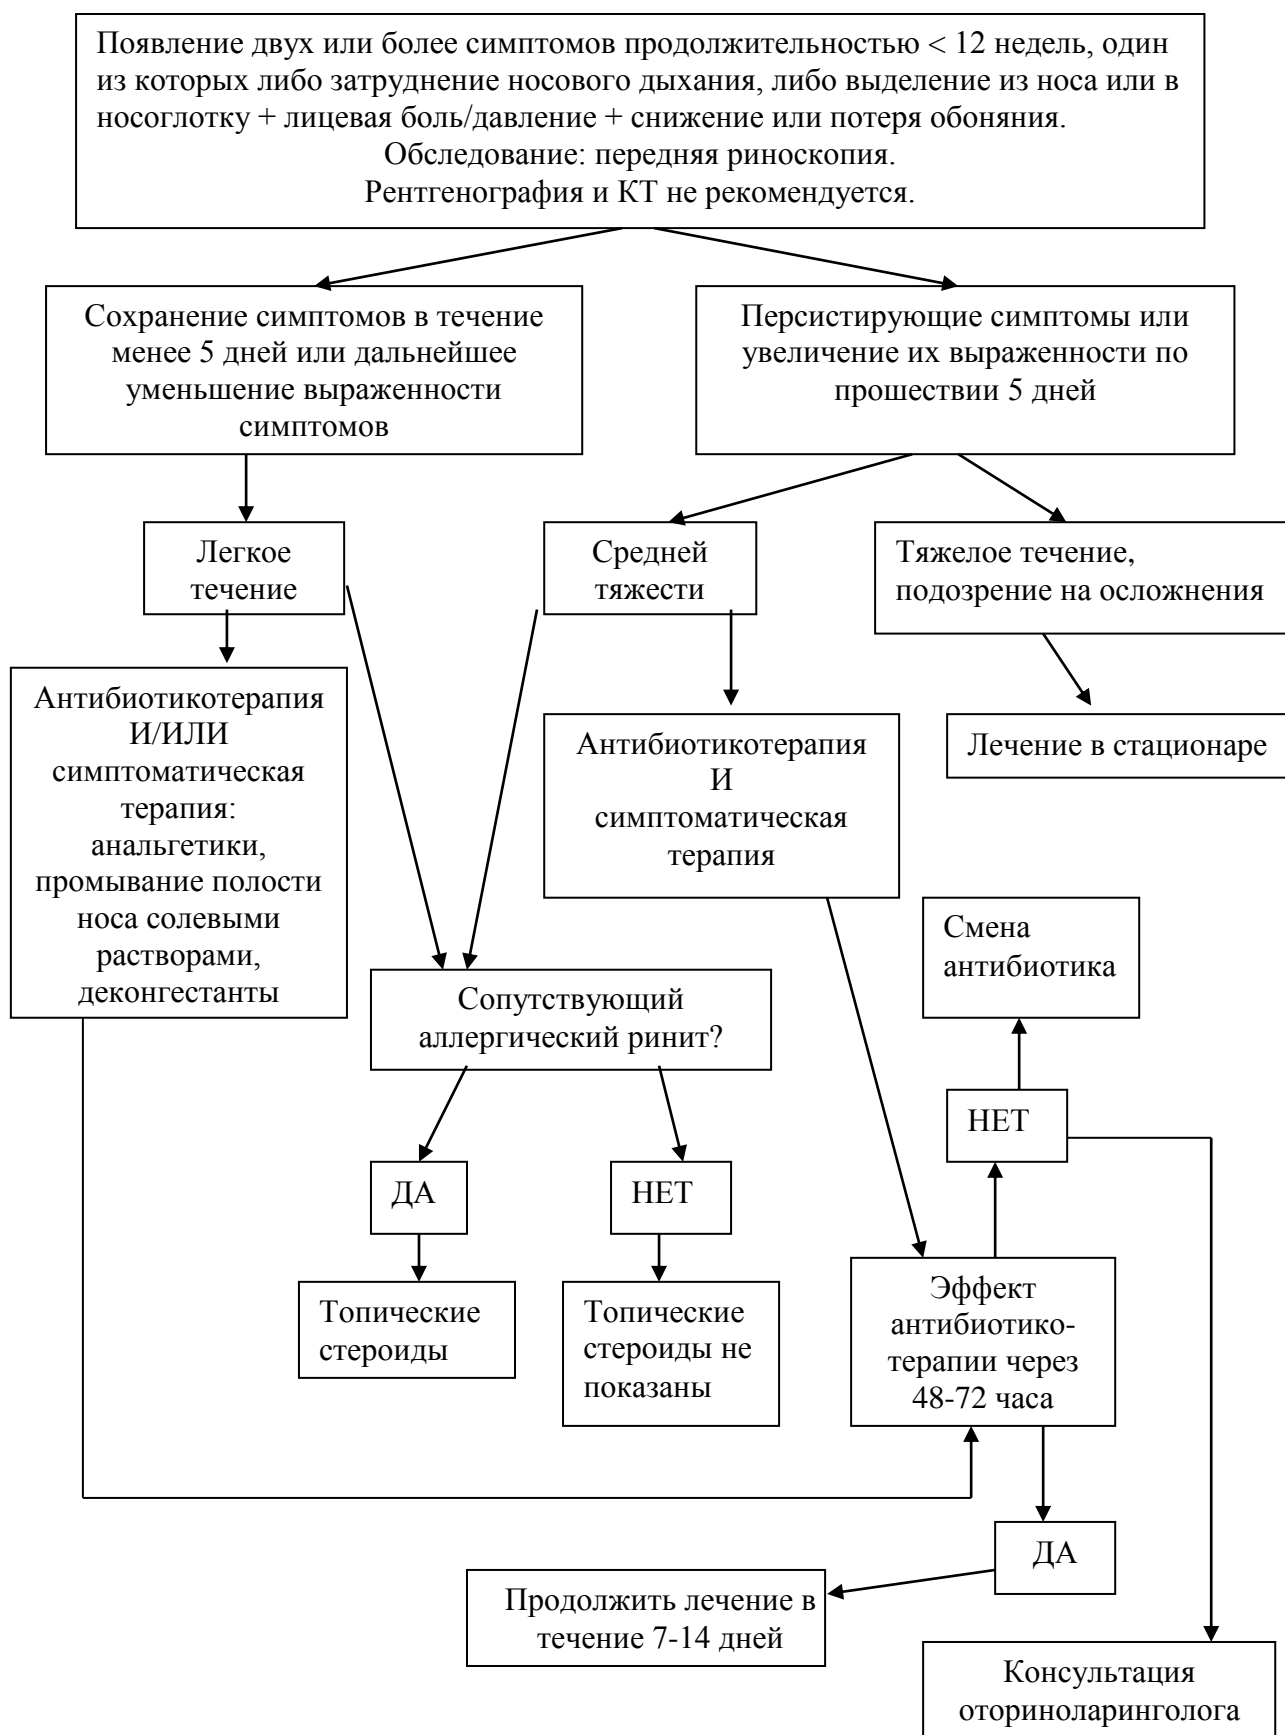 Появление двух или более симптомов продолжительностью < 12 недель, один
из которых либо затруднение носового дыхания, либо выделение из носа или в
носоглотку + лицевая боль/давление + снижение или потеря обоняния.
Обследование: передняя риноскопия.
Рентгенография и КТ не рекомендуется.
Сохранение симптомов в течение
менее 5 дней или дальнейшее
уменьшение выраженности
симптомов
Персистирующие симптомы или
увеличение их выраженности по
прошествии 5 дней
Легкое
течение
Средней
тяжести
Тяжелое течение,
подозрение на осложнения
Антибиотикотерапия
И/ИЛИ
симптоматическая
терапия:
анальгетики,
промывание полости
носа солевыми
растворами,
деконгестанты
Антибиотикотерапия
И
симптоматическая
терапия
Лечение в стационаре
Смена
антибиотика
Сопутствующий
аллергический ринит?
НЕТ
ДА
НЕТ
Топические
стероиды
Топические
стероиды не
показаны
Эффект
антибиотико-
терапии через
48-72 часа
ДА
Продолжить лечение в
течение 7-14 дней
Консультация
оториноларинголога